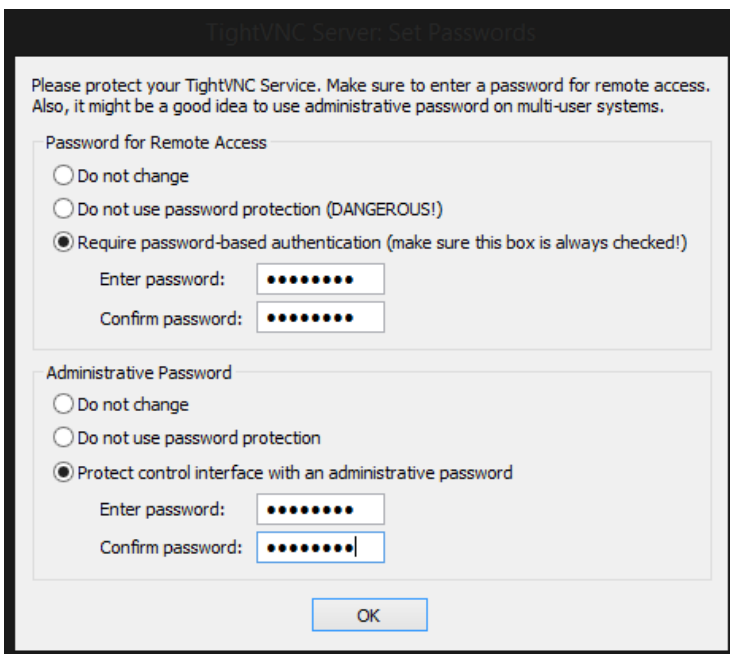 TightVNC Server: Set Passwords
Please protect your TightVNC Service. Make sure to enter a password for remote access.
Also, it might be a good idea to use administrative password on multi-user systems.
Password for Remote Access
Do not change
Do not use password protection (DANGEROUS!)
Require password-based authentication (make sure this box is always checked!)
Enter password: ●●●●●●●●
Confirm password: ●●●●●●●●
Administrative Password
Do not change
Do not use password protection
Protect control interface with an administrative password
Enter password: ●●●●●●●●
Confirm password: ●●●●●●●●
OK